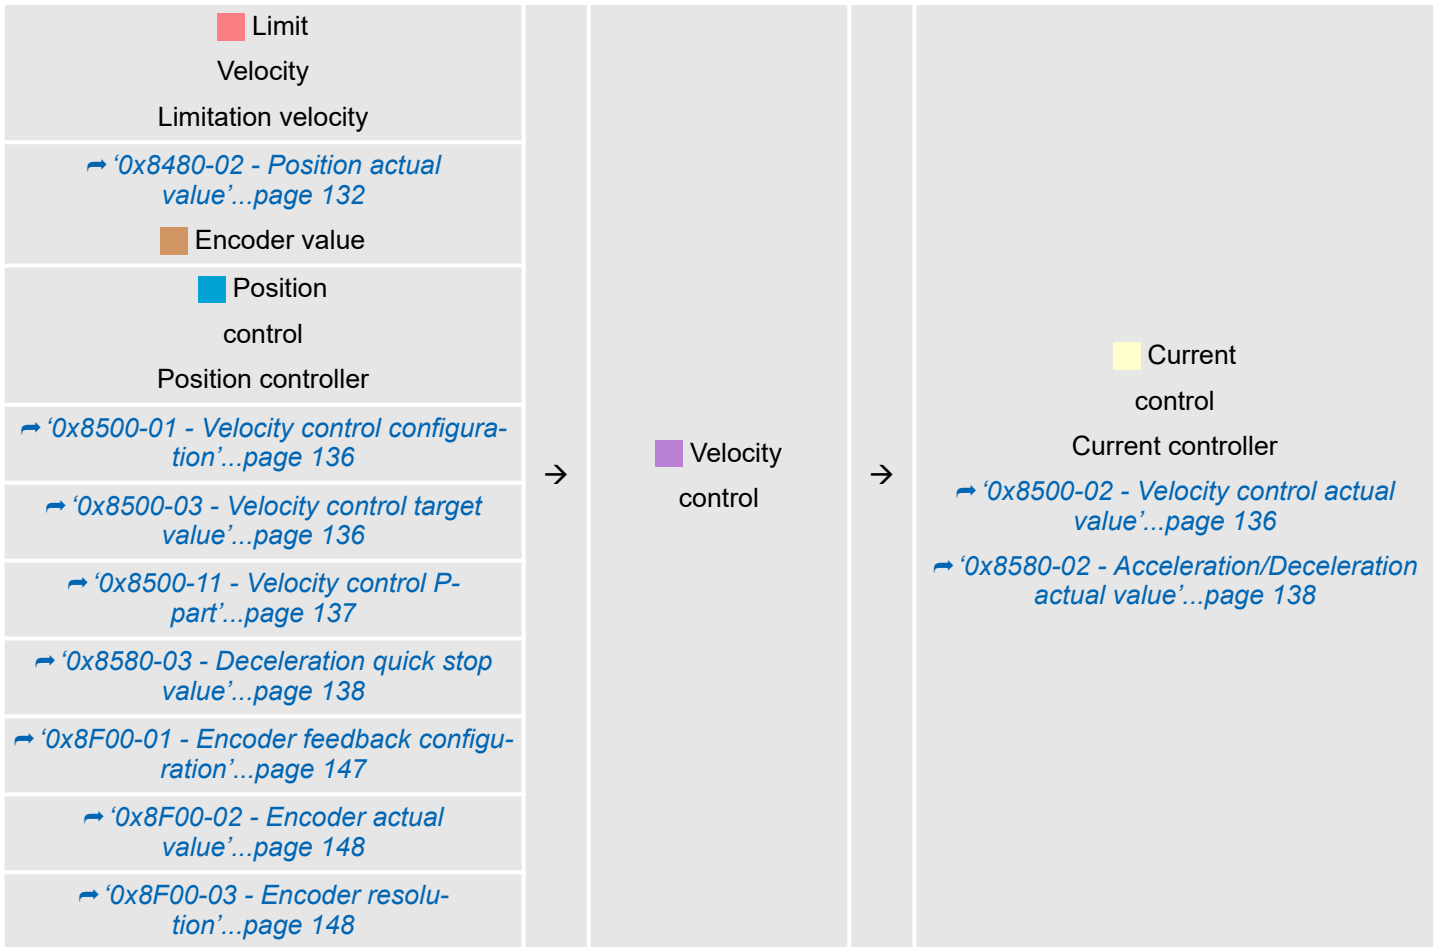 Limit
Velocity
Limitation velocity
➦ ‘0x8480-02 - Position actual
value’...page 132
Encoder value
Position
control
Position controller
➦ ‘0x8500-01 - Velocity control configura-
tion’...page 136
➦ ‘0x8500-03 - Velocity control target
value’...page 136
➦ ‘0x8500-11 - Velocity control P-
part’...page 137
➦ ‘0x8580-03 - Deceleration quick stop
value’...page 138
➦ ‘0x8F00-01 - Encoder feedback configu-
ration’...page 147
➦ ‘0x8F00-02 - Encoder actual
value’...page 148
➦ ‘0x8F00-03 - Encoder resolu-
tion’...page 148
→
Velocity
control
→
Current
control
Current controller
➦ ‘0x8500-02 - Velocity control actual
value’...page 136
➦ ‘0x8580-02 - Acceleration/Deceleration
actual value’...page 138